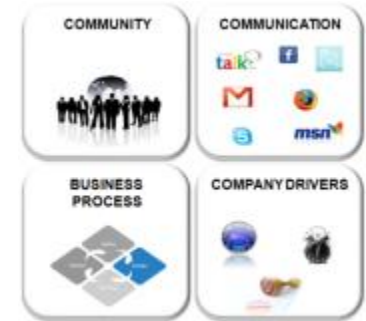 COMMUNITY
COMMUNICATION
talk
f
msn
BUSINESS
PROCESS
COMPANY DRIVERS